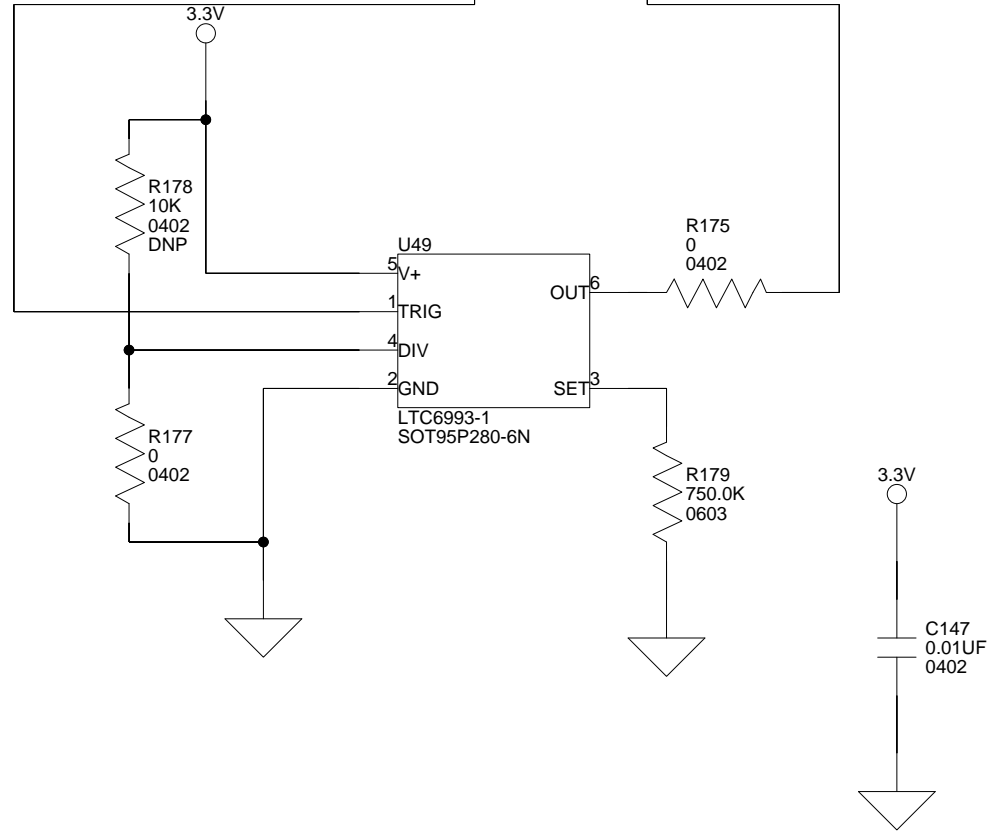 3.3V
R178
10K
0402
DNP
R175
0
0402
U49
5
V+
1
TRIG
4
DIV
2
GND
OUT
6
SET
3
LTC6993-1
SOT95P280-6N
R177
0
0402
R179
750.0K
0603
3.3V
C147
0.01UF
0402